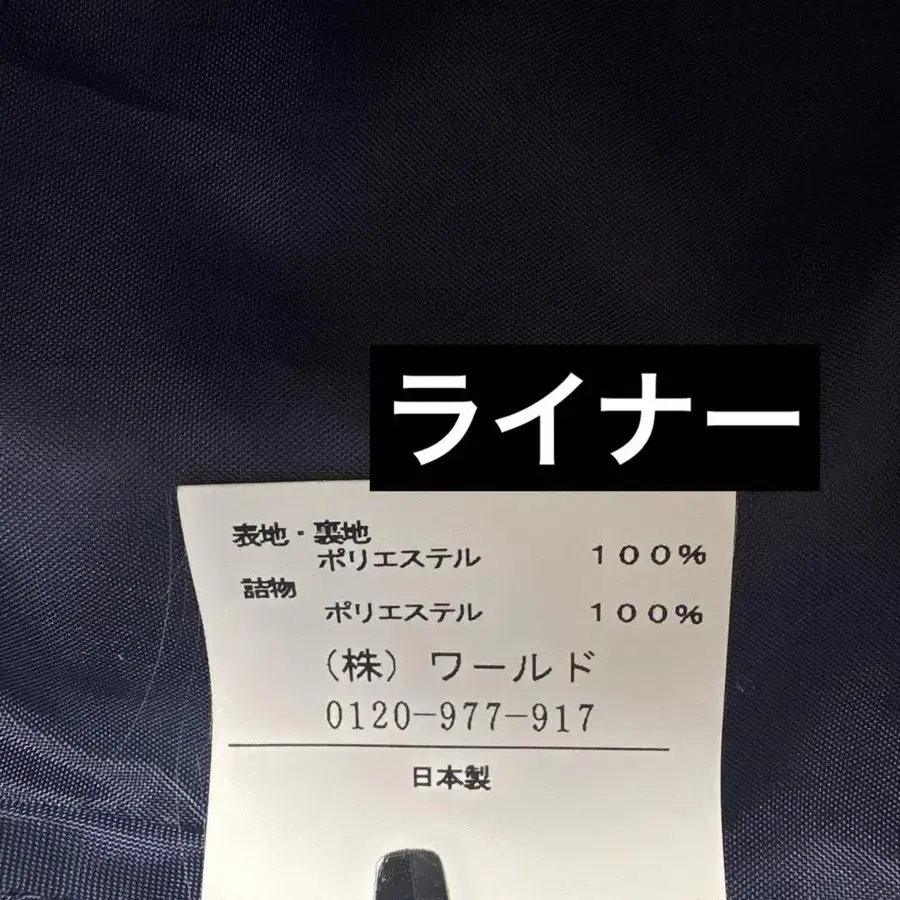 ライナー
表地・裏地
ポリエステル 100%
詰物
ポリエステル 100%
(株) ワールド
0120-977-917
日本製